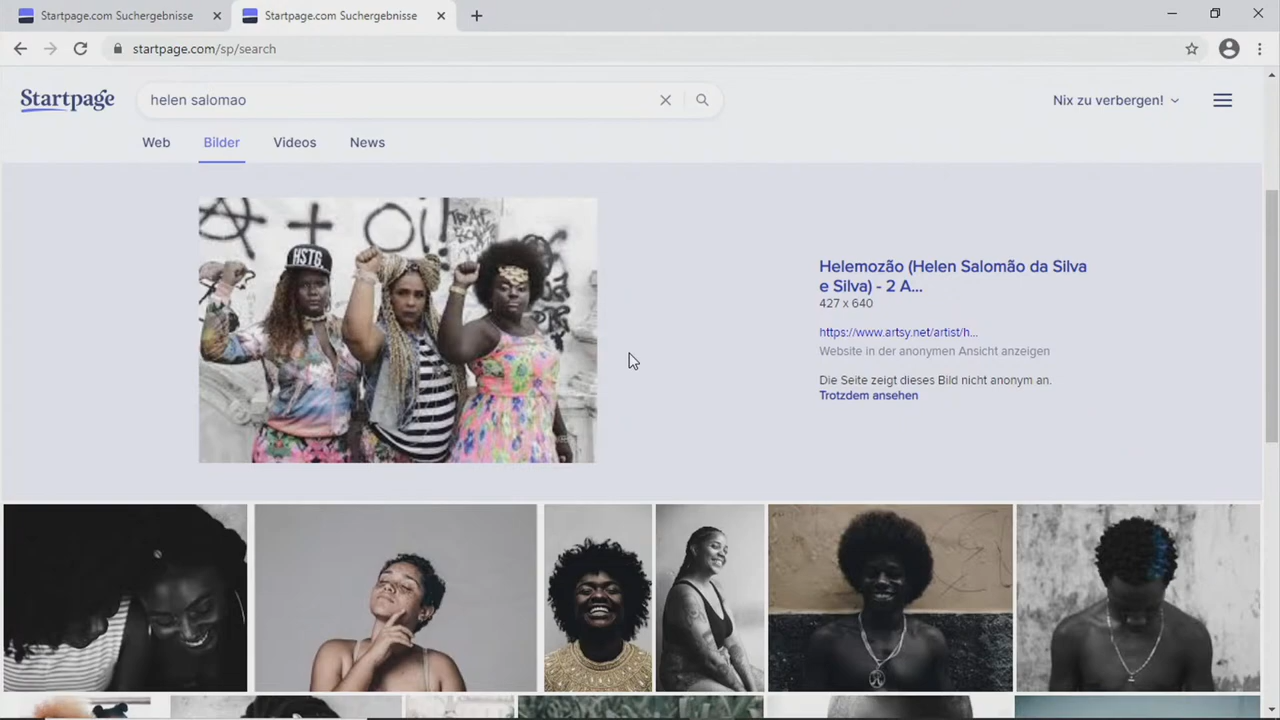 Startpage.com Suchergebnisse
Startpage.com Suchergebnisse
startpage.com/sp/search
Startpage
helen salomao
Nix zu verbergen!
Web
Bilder
Videos
News
A + Oi!
TRAP
HSTG.
Helemozão (Helen Salomão da Silva
e Silva) - 2 A...
427 x 640
https://www.artsy.net/artist/h...
Website in der anonymen Ansicht anzeigen
Die Seite zeigt dieses Bild nicht anonym an.
Trotzdem ansehen